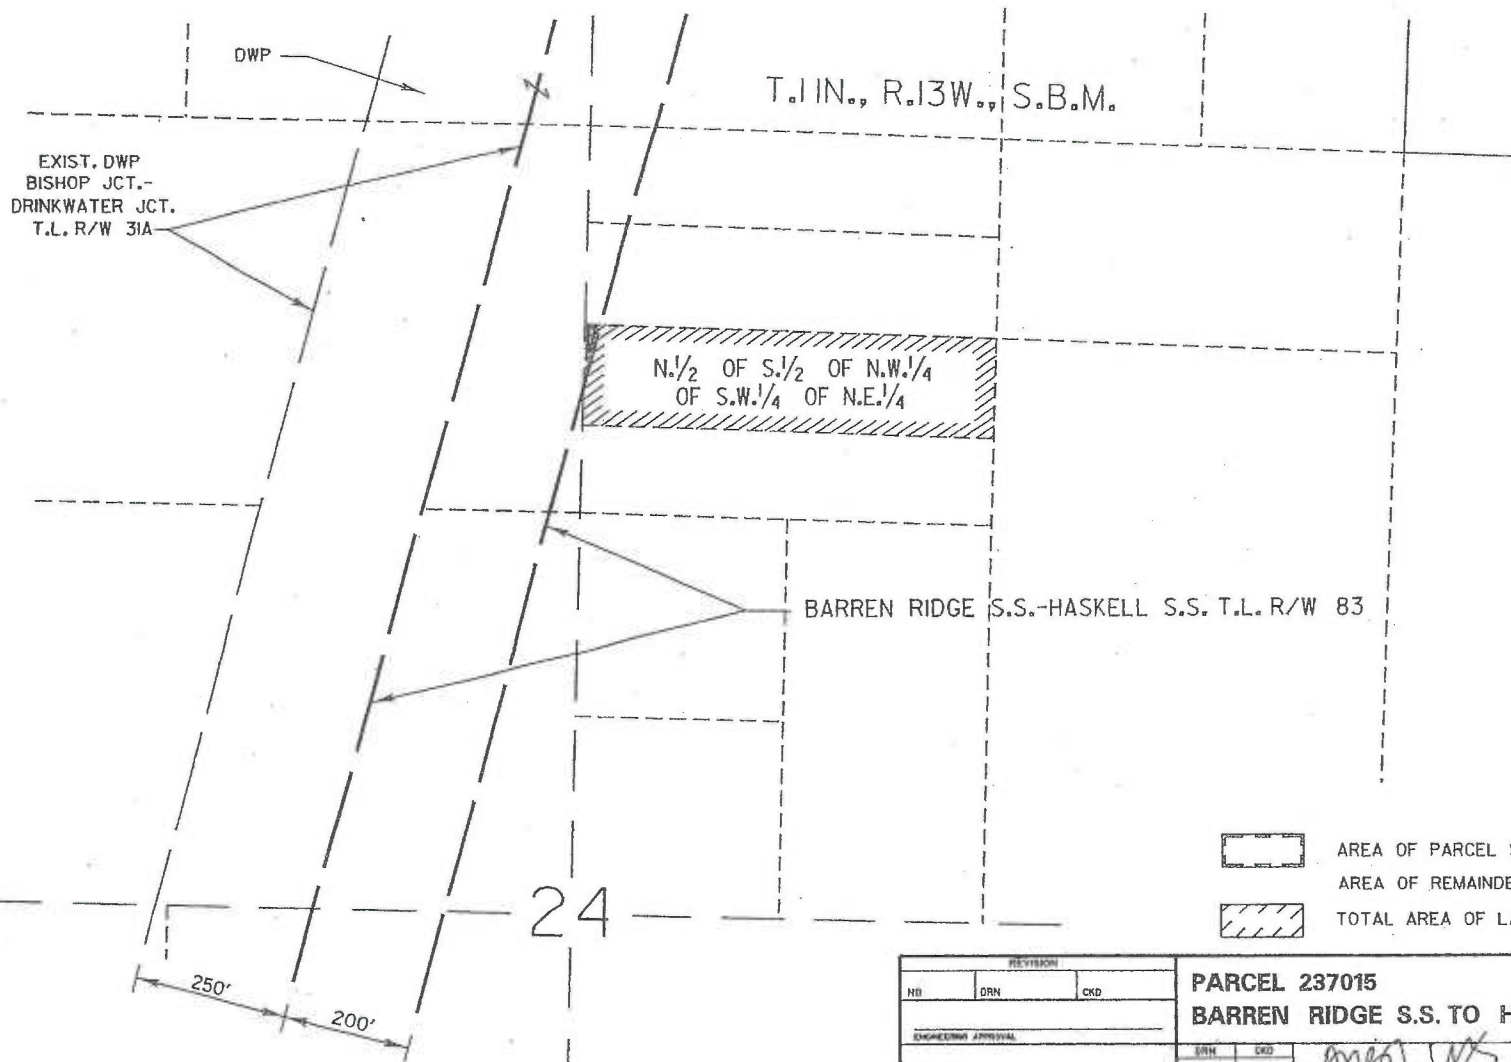 DWP
T.11N., R.13W., S.B.M.
EXIST. DWP
BISHOP JCT.-
DRINKWATER JCT.
T.L. R/W 31A
N.1/2 OF S.1/2 OF N.W.1/4
OF S.W.1/4 OF N.E.1/4
BARREN RIDGE S.S.-HASKELL S.S. T.L. R/W 83
24
250'
200'
AREA OF PARCEL
AREA OF REMAINDE
TOTAL AREA OF L
REVISION
NO DRN CKD
ENGINEERING APPROVAL
PARCEL 237015
BARREN RIDGE S.S. TO H
DRN CKD